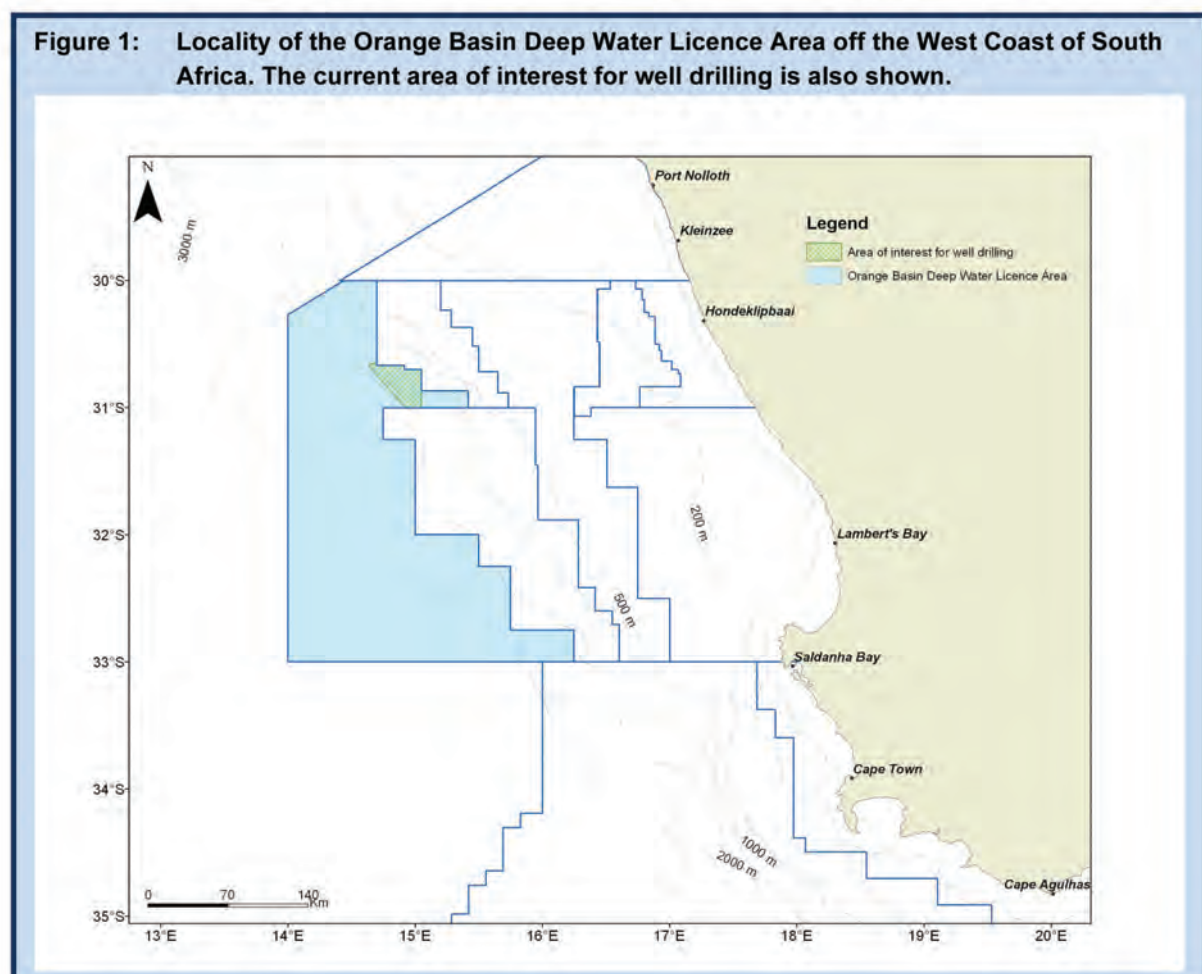 Figure 1: Locality of the Orange Basin Deep Water Licence Area off the West Coast of South
Africa. The current area of interest for well drilling is also shown.
N
3000 m
Port Nolloth
Kleinzee
Legend
Area of interest for well drilling
Orange Basin Deep Water Licence Area
30°S
Hondeklipbaai
31°S
200 m
32°S
Lambert's Bay
500 m
33°S
Saldanha Bay
Cape Town
34°S
1000 m
2000 m
Cape Agulhas
0 70 140
Km
35°S
13°E 14°E 15°E 16°E 17°E 18°E 19°E 20°E